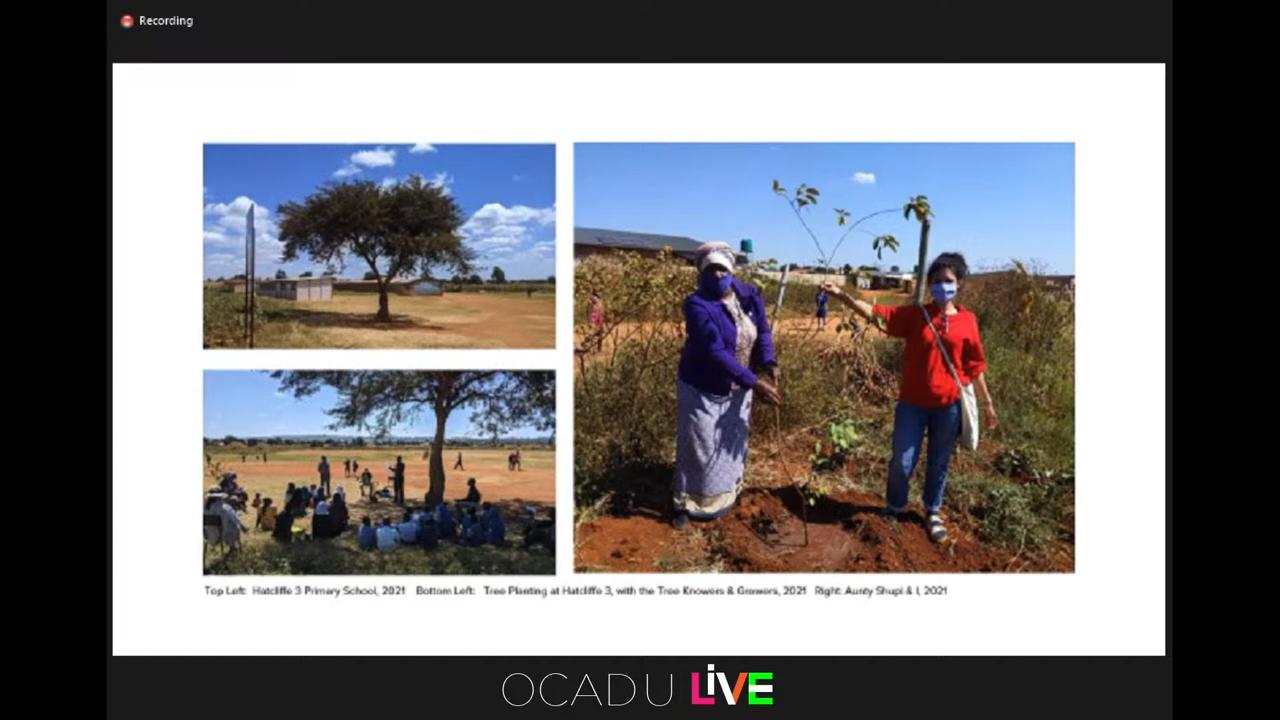 Recording
Top Left: Hatcliffe 3 Primary School, 2021 Bottom Left: Tree Planting at Hatcliffe 3, with the Tree Knowers & Growers, 2021 Right: Aunty Shupi & I, 2021
OCADU LiVE